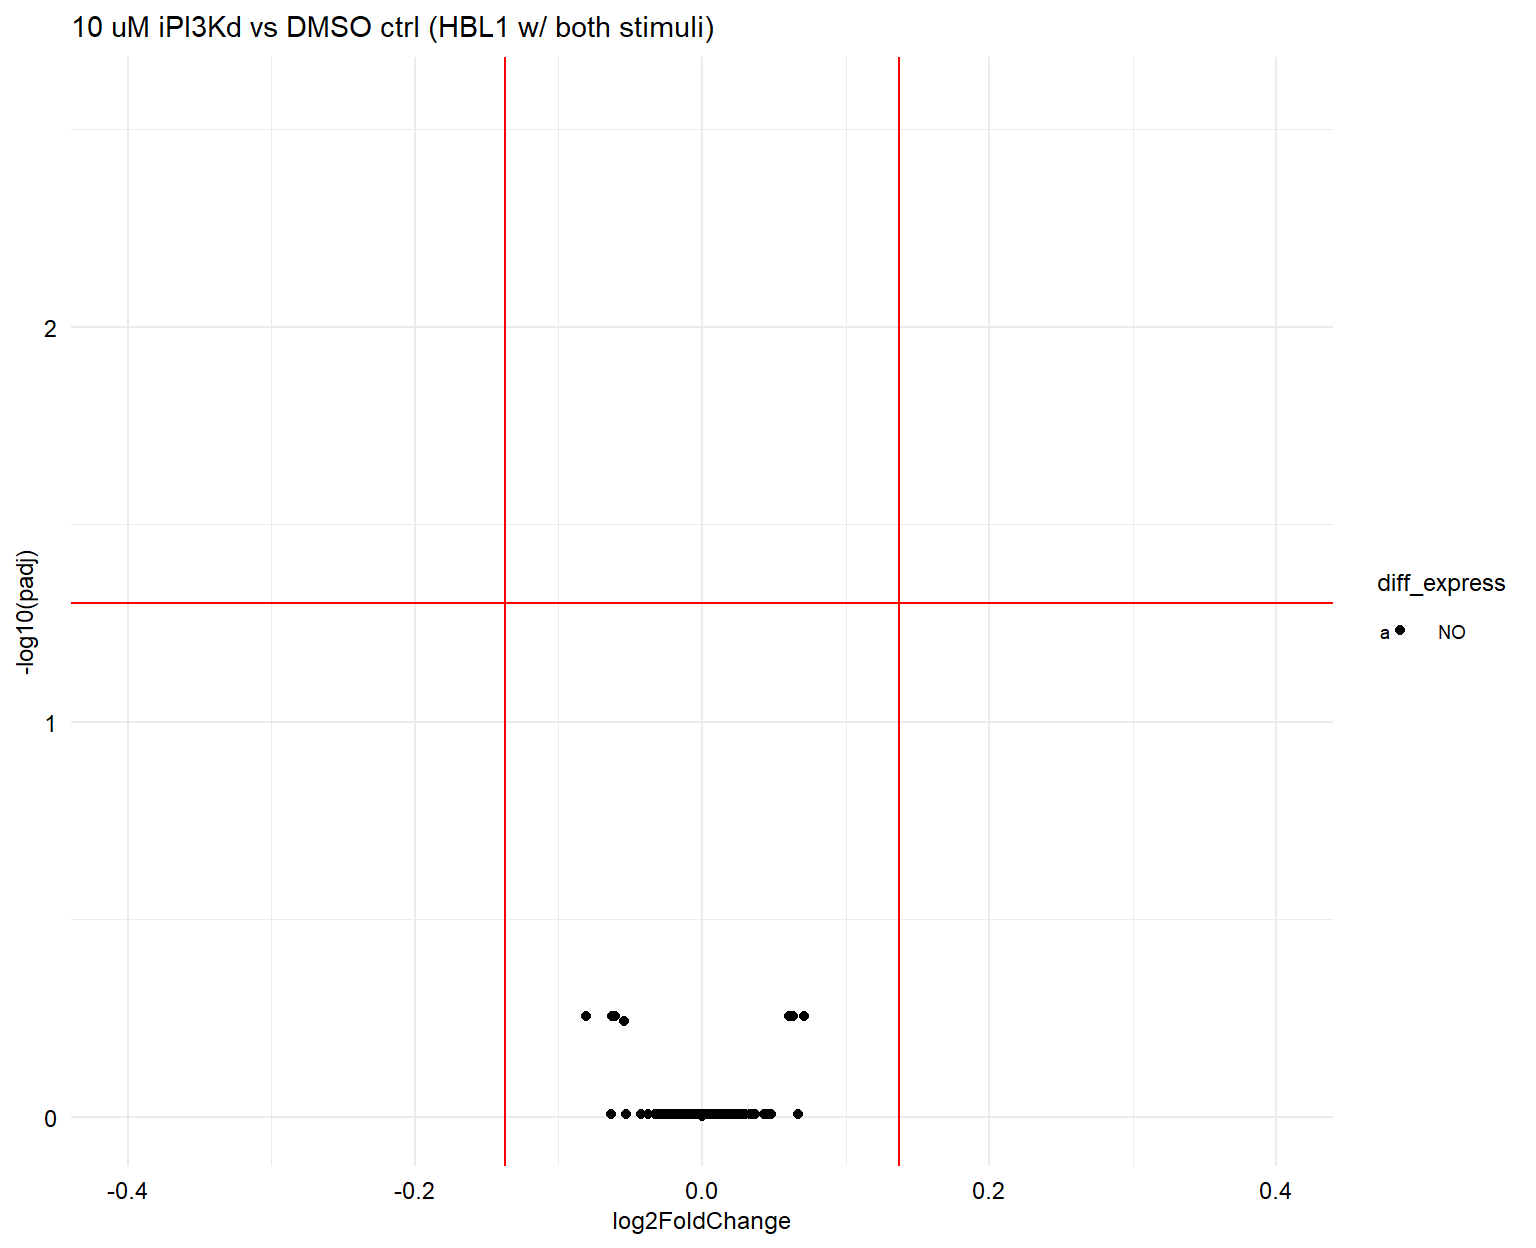 10 uM iPI3Kd vs DMSO ctrl (HBL1 w/ both stimuli)
2
1
0
-log10(padj)
-0.4 -0.2 0.0 0.2 0.4
log2FoldChange
diff_express
a NO